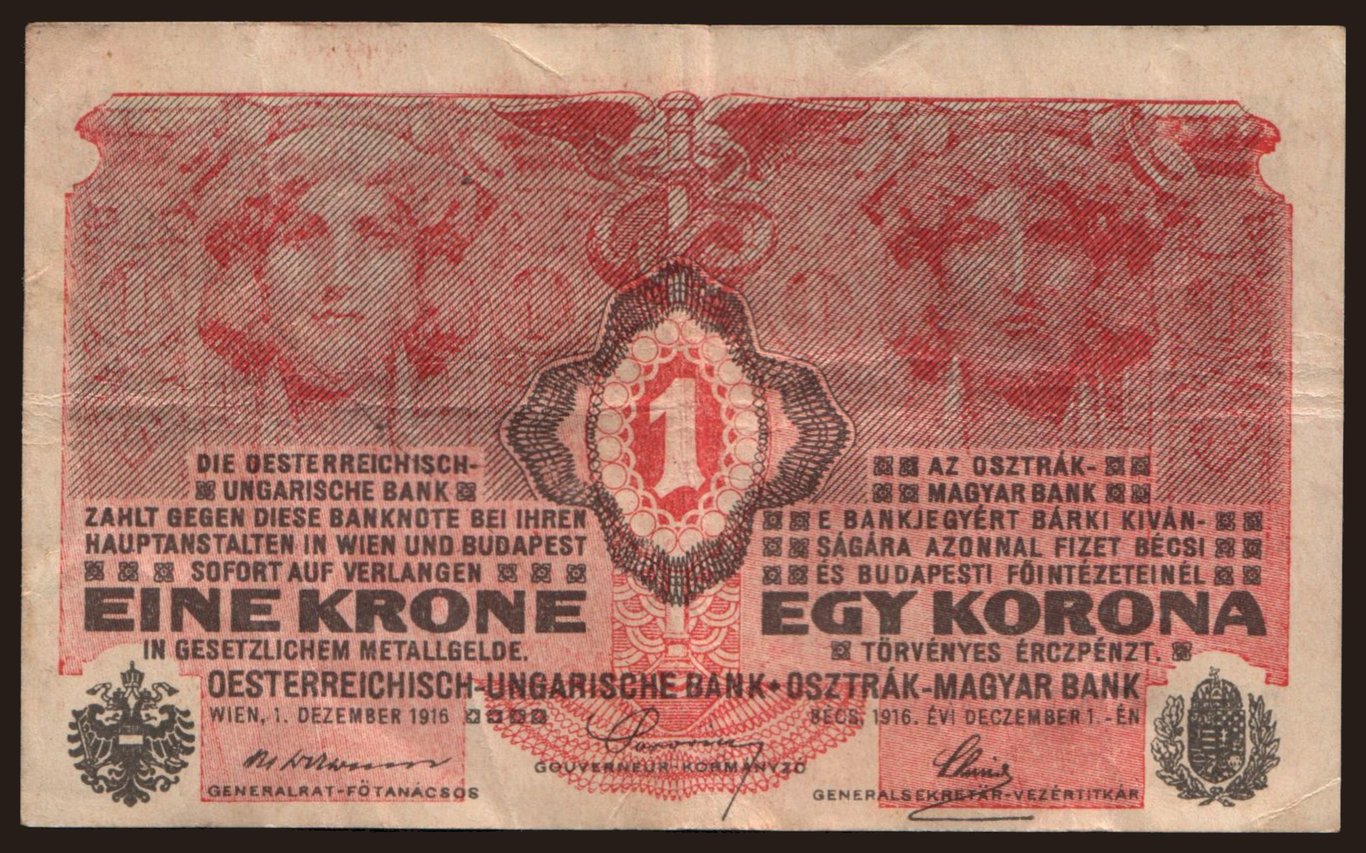 1
DIE OESTERREICHISCH-
UNGARISCHE BANK
ZAHLT GEGEN DIESE BANKNOTE BEI IHREN
HAUPTANSTALTEN IN WIEN UND BUDAPEST
SOFORT AUF VERLANGEN
EINE KRONE
IN GESETZLICHEM METALLGELDE.
AZ OSZTRÁK-
MAGYAR BANK
E BANKJEGYÉRT BÁRKI KIVÁN-
SÁGÁRA AZONNAL FIZET BÉCSI
ÉS BUDAPESTI FŐINTÉZETEINÉL
EGY KORONA
TÖRVÉNYES ÉRCZPÉNZT.
OESTERREICHISCH-UNGARISCHE BANK • OSZTRÁK-MAGYAR BANK
WIEN, 1. DEZEMBER 1916
BÉCS, 1916. ÉVI DECZEMBER 1.-ÉN
GENERALRAT-FŐTANÁCSOS
GOUVERNEUR-KORMÁNYZÓ
GENERALSEKRETÄR-VEZÉRTITKÁR